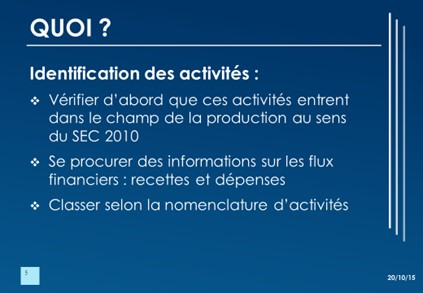 QUOI ?
Identification des activités :
❖ Vérifier d'abord que ces activités entrent
dans le champ de la production au sens
du SEC 2010
❖ Se procurer des informations sur les flux
financiers : recettes et dépenses
❖ Classer selon la nomenclature d'activités
5
20/10/15